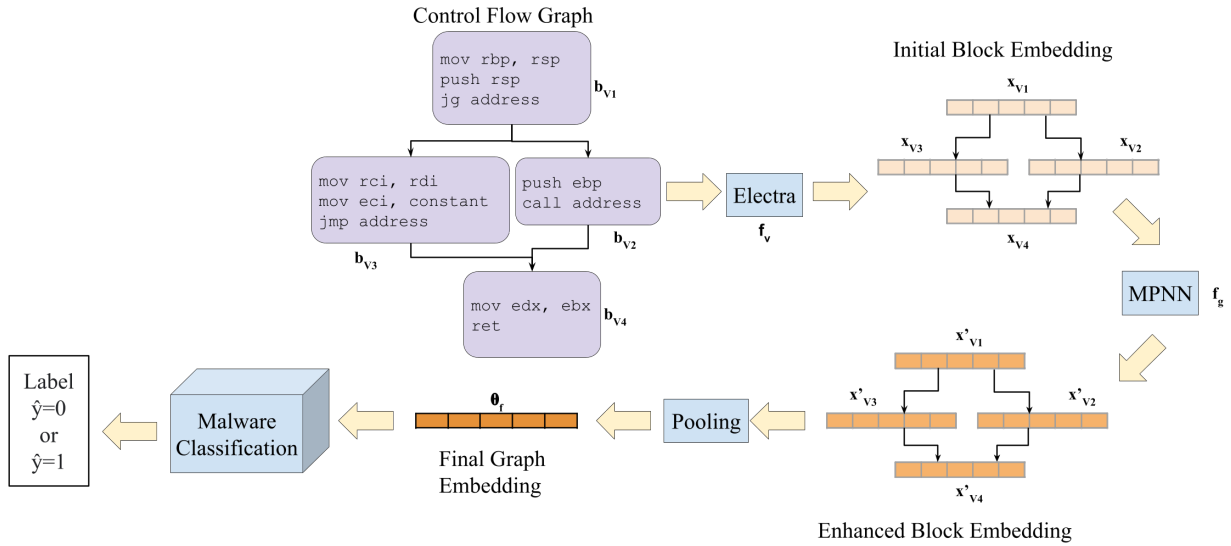 Control Flow Graph
mov rbp, rsp
push rsp
jg address
b_V1
mov rci, rdi
mov eci, constant
jmp address
b_V3
push ebp
call address
b_V2
mov edx, ebx
ret
b_V4
Electra
f_v
Initial Block Embedding
x_V1
x_V3
x_V2
x_V4
MPNN
f_g
x'_V1
x'_V3
x'_V2
x'_V4
Enhanced Block Embedding
Pooling
θ_f
Final Graph
Embedding
Malware
Classification
Label
ŷ=0
or
ŷ=1